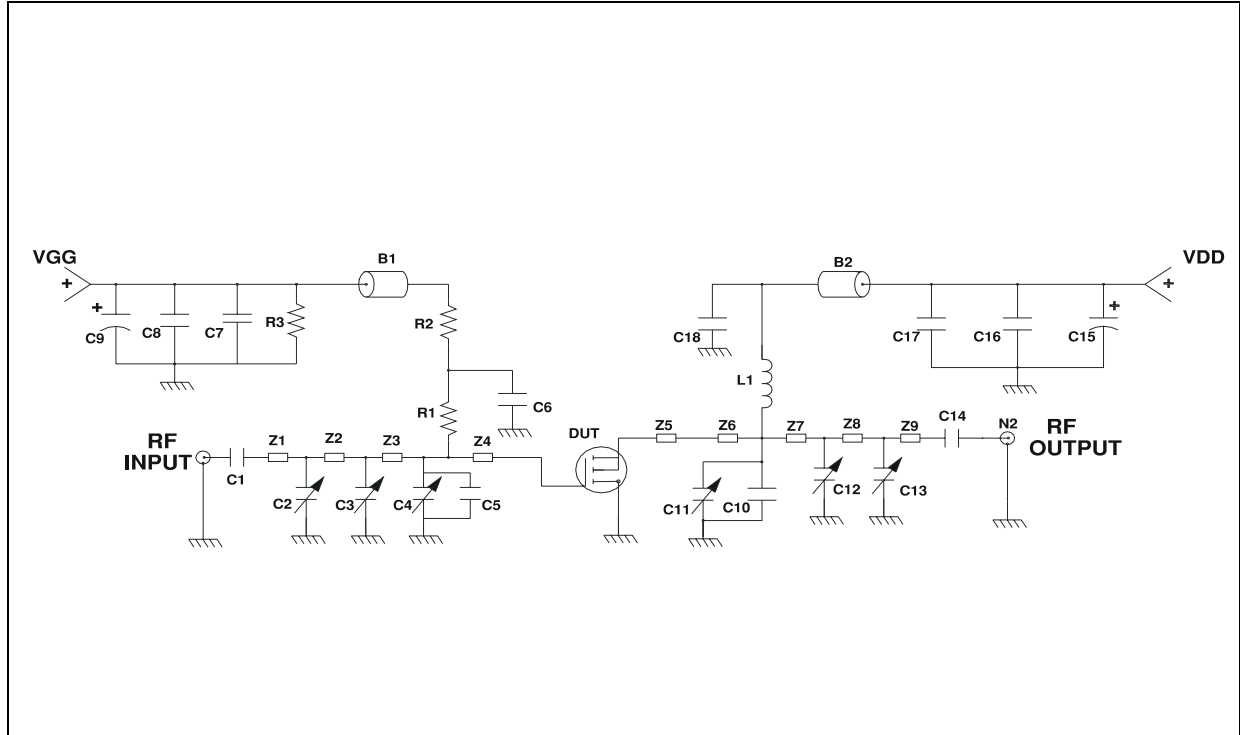 VGG
+
B1
B2
VDD
+
+
C9
C8
C7
R3
R2
C18
C17
C16
+
C15
L1
R1
C6
RF
INPUT
C1
Z1
Z2
Z3
Z4
DUT
Z5
Z6
Z7
Z8
Z9
C14
N2
RF
OUTPUT
C2
C3
C4
C5
C11
C10
C12
C13